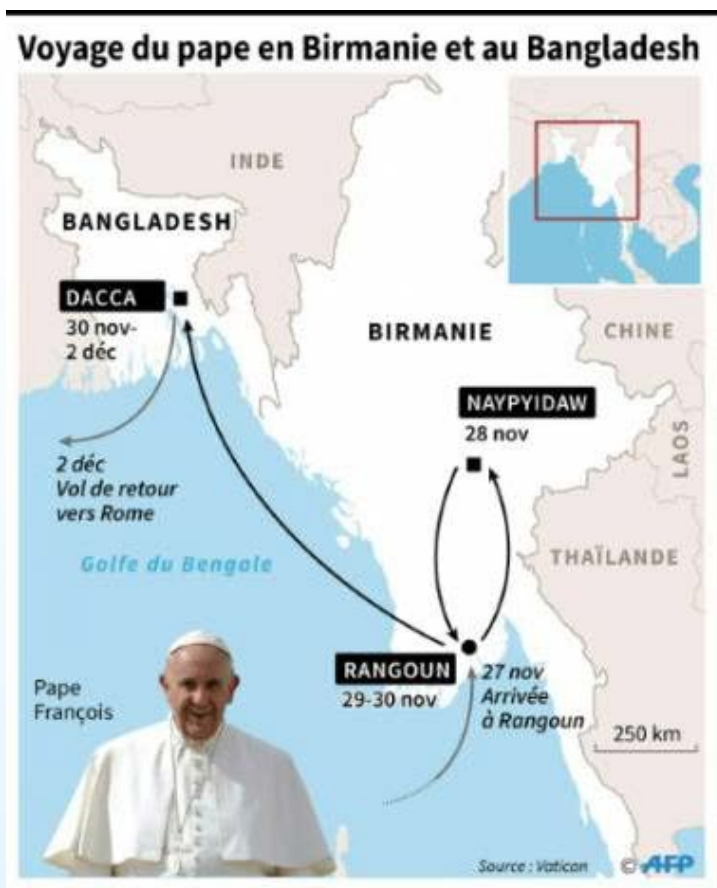 Voyage du pape en Birmanie et au Bangladesh
INDE
BANGLADESH
DACCA
30 nov-
2 déc
BIRMANIE
CHINE
NAYPYIDAW
28 nov
LAOS
2 déc
Vol de retour
vers Rome
THAÏLANDE
Golfe du Bengale
RANGOUN
29-30 nov
27 nov
Arrivée
à Rangoun
Pape
François
250 km
Source : Vatican
© AFP